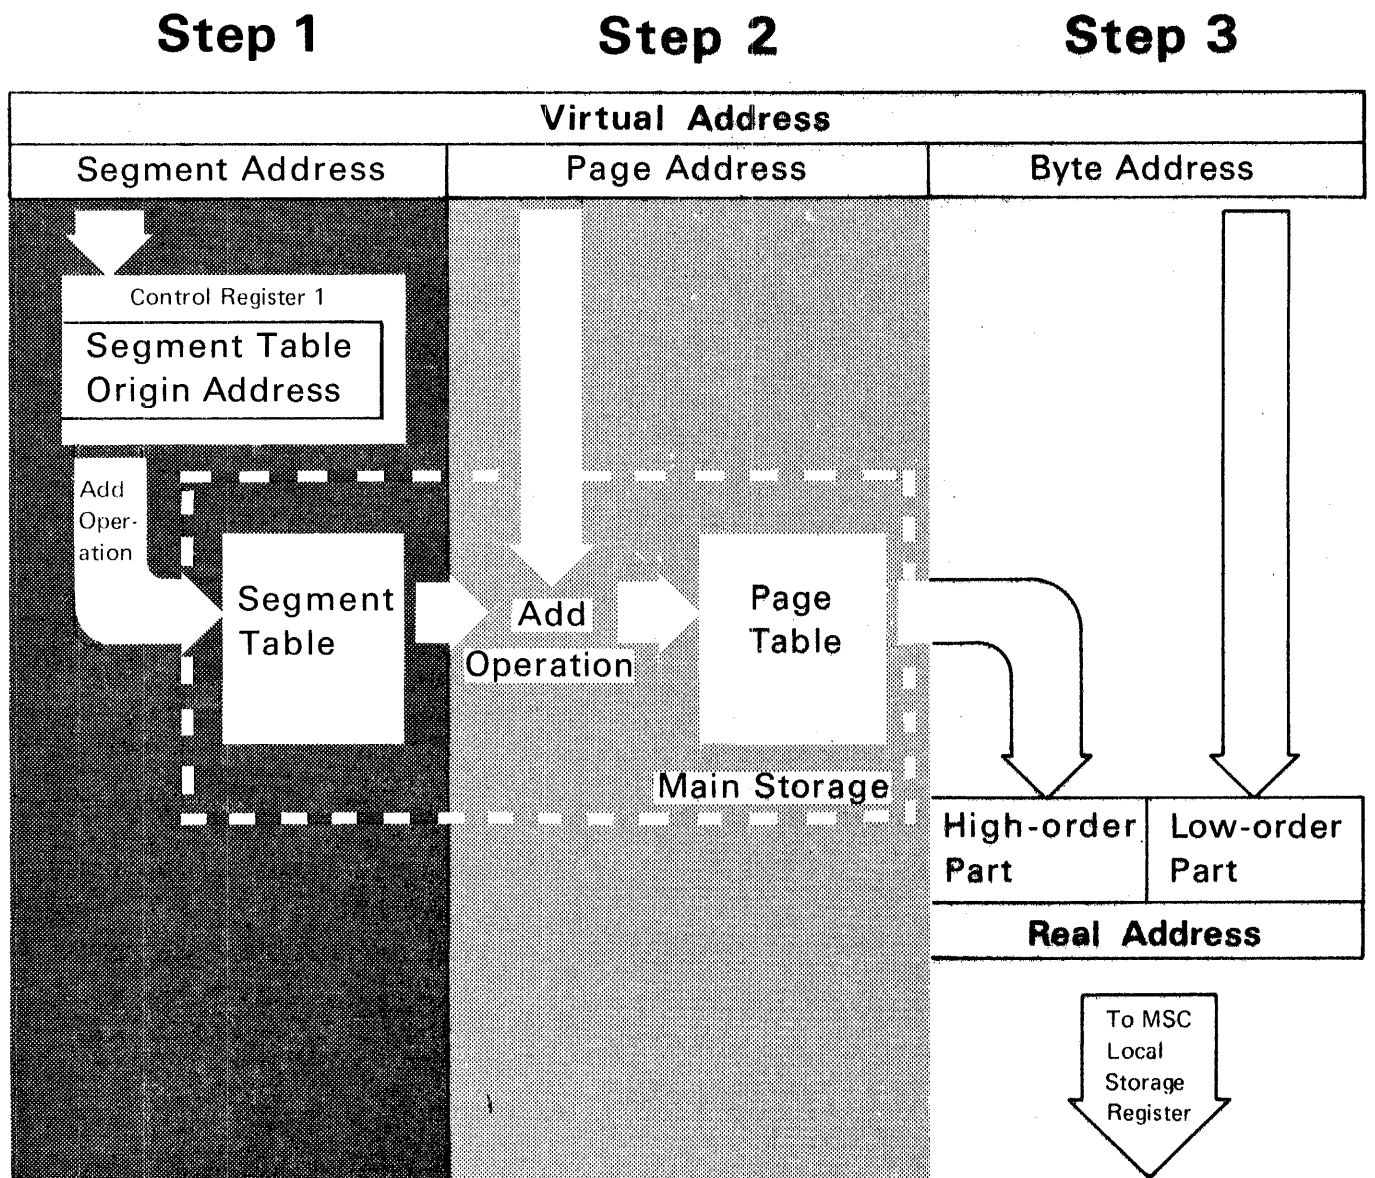 Step 1
Step 2
Step 3
Virtual Address
Segment Address
Page Address
Byte Address
Control Register 1
Segment Table
Origin Address
Add
Oper-
ation
Segment
Table
Add
Operation
Page
Table
Main Storage
High-order
Part
Low-order
Part
Real Address
To MSC
Local
Storage
Register